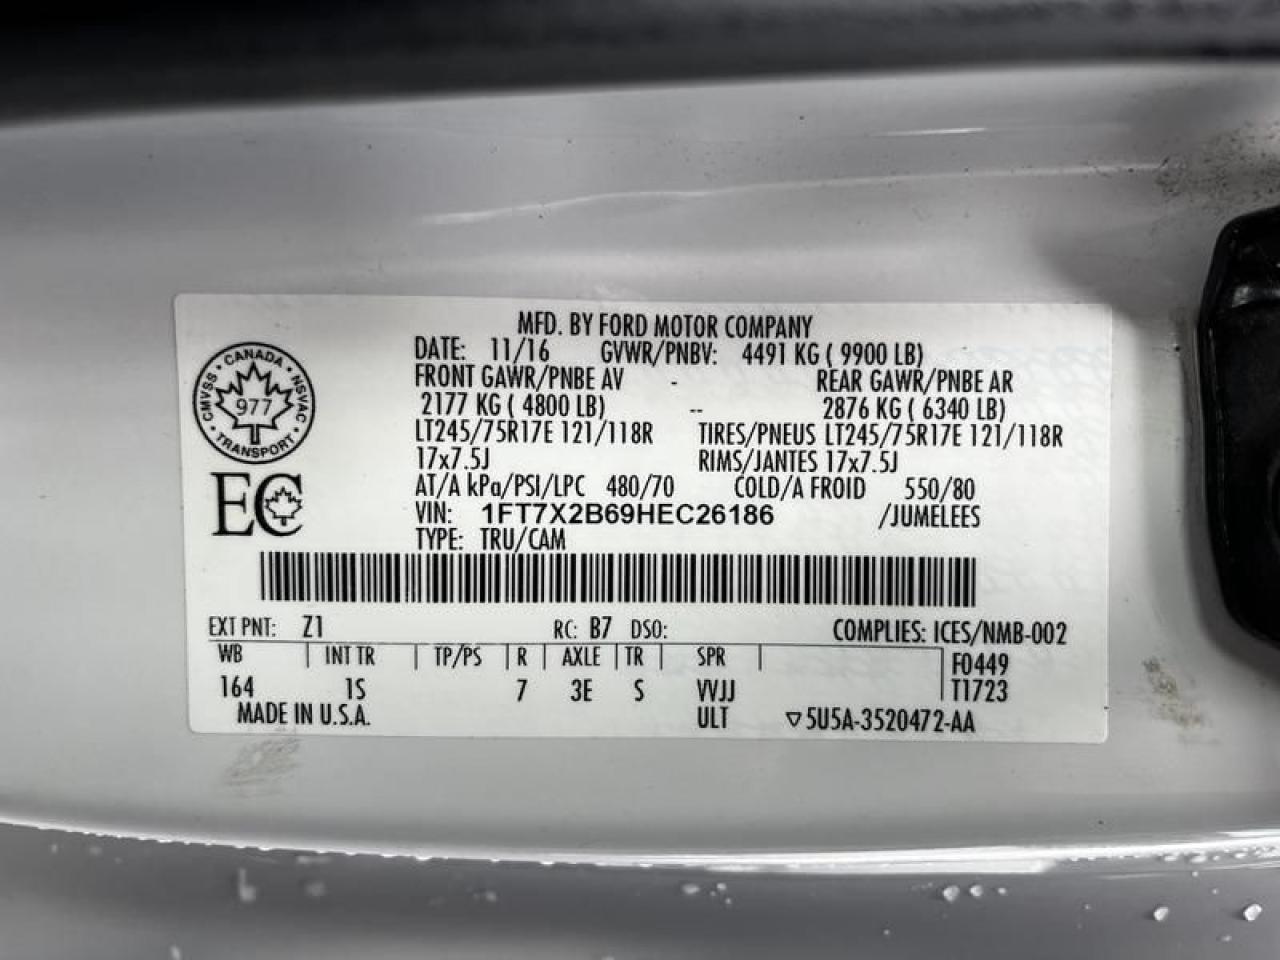 MFD. BY FORD MOTOR COMPANY
DATE: 11/16 GVWR/PNBV: 4491 KG ( 9900 LB)
FRONT GAWR/PNBE AV - REAR GAWR/PNBE AR
2177 KG ( 4800 LB) -- 2876 KG ( 6340 LB)
LT245/75R17E 121/118R TIRES/PNEUS LT245/75R17E 121/118R
17x7.5J RIMS/JANTES 17x7.5J
AT/A kPa/PSI/LPC 480/70 COLD/A FROID 550/80
VIN: 1FT7X2B69HEC26186 /JUMELEES
TYPE: TRU/CAM
CANADA
CMVSS • NSVAC
977
TRANSPORT
EC
EXT PNT: Z1 RC: B7 DSO: COMPLIES: ICES/NMB-002
WB | INT TR | TP/PS | R | AXLE | TR | SPR | F0449
164 1S 7 3E S VVJJ T1723
MADE IN U.S.A. ULT ▽5U5A-3520472-AA